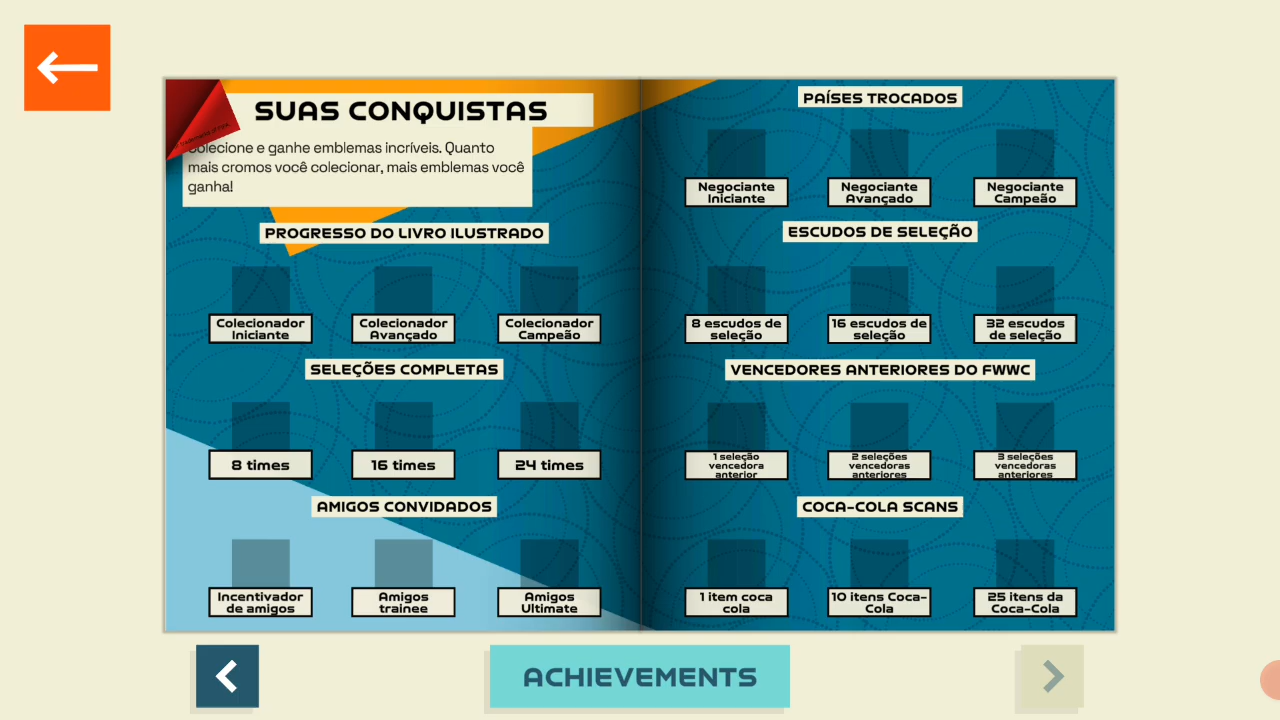 SUAS CONQUISTAS
olecione e ganhe emblemas incríveis. Quanto
mais cromos você colecionar, mais emblemas você
ganha!
PROGRESSO DO LIVRO ILUSTRADO
Colecionador
Iniciante
Colecionador
Avançado
Colecionador
Campeão
SELEÇÕES COMPLETAS
8 times
16 times
24 times
AMIGOS CONVIDADOS
Incentivador
de amigos
Amigos
trainee
Amigos
Ultimate
PAÍSES TROCADOS
Negociante
Iniciante
Negociante
Avançado
Negociante
Campeão
ESCUDOS DE SELEÇÃO
8 escudos de
seleção
16 escudos de
seleção
32 escudos
de seleção
VENCEDORES ANTERIORES DO FWWC
1 seleção
vencedora
anterior
2 seleções
vencedoras
anteriores
3 seleções
vencedoras
anteriores
COCA-COLA SCANS
1 item coca
cola
10 itens Coca-
Cola
25 itens da
Coca-Cola
ACHIEVEMENTS